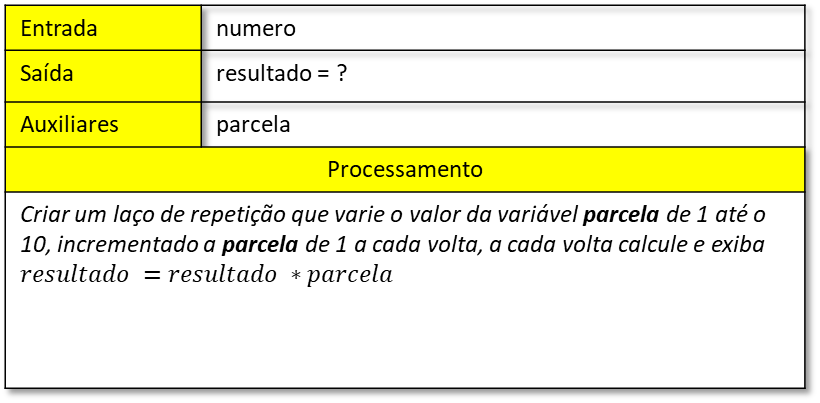 Entrada numero
Saída resultado = ?
Auxiliares parcela
Processamento
Criar um laço de repetição que varie o valor da variável parcela de 1 até o
10, incrementado a parcela de 1 a cada volta, a cada volta calcule e exiba
resultado = resultado * parcela